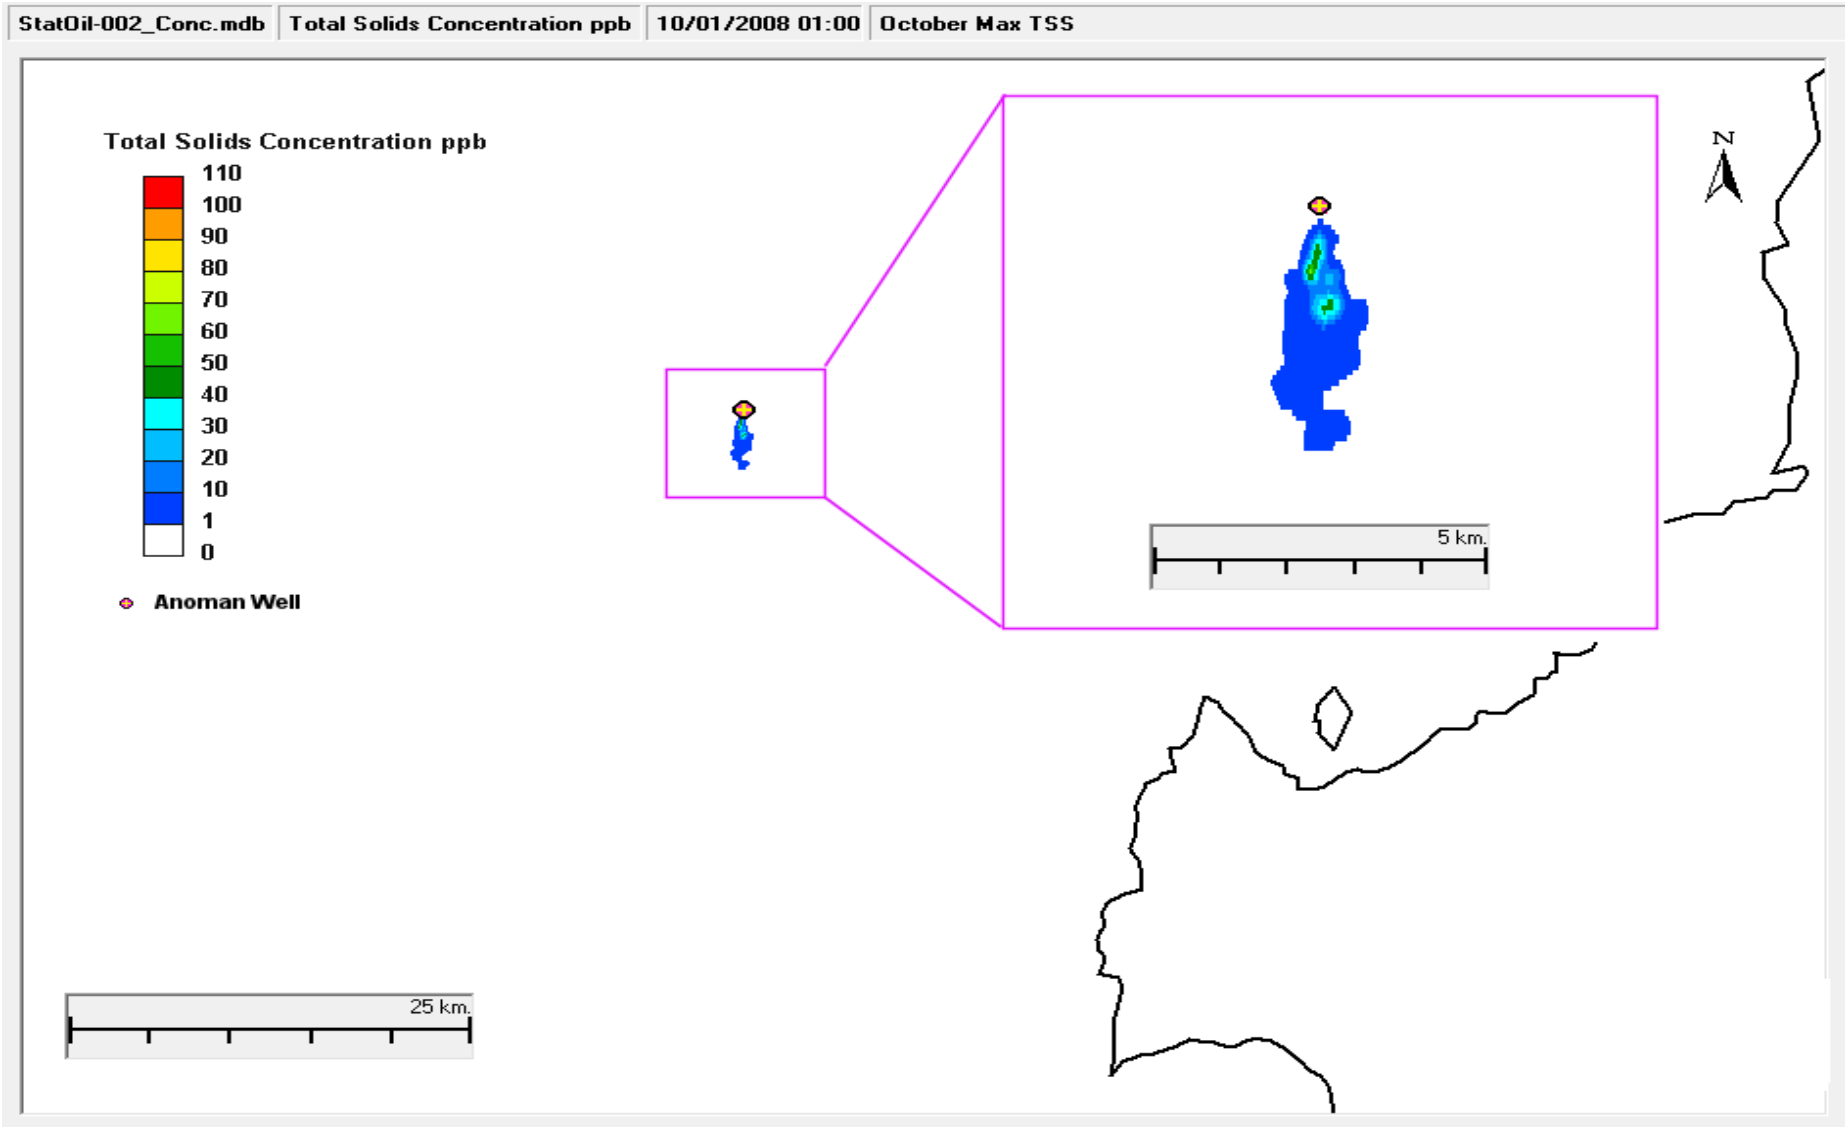 StatOil-002_Conc.mdb Total Solids Concentration ppb 10/01/2008 01:00 October Max TSS
Total Solids Concentration ppb
110
100
90
80
70
60
50
40
30
20
10
1
0
Anoman Well
N
5 km.
25 km.